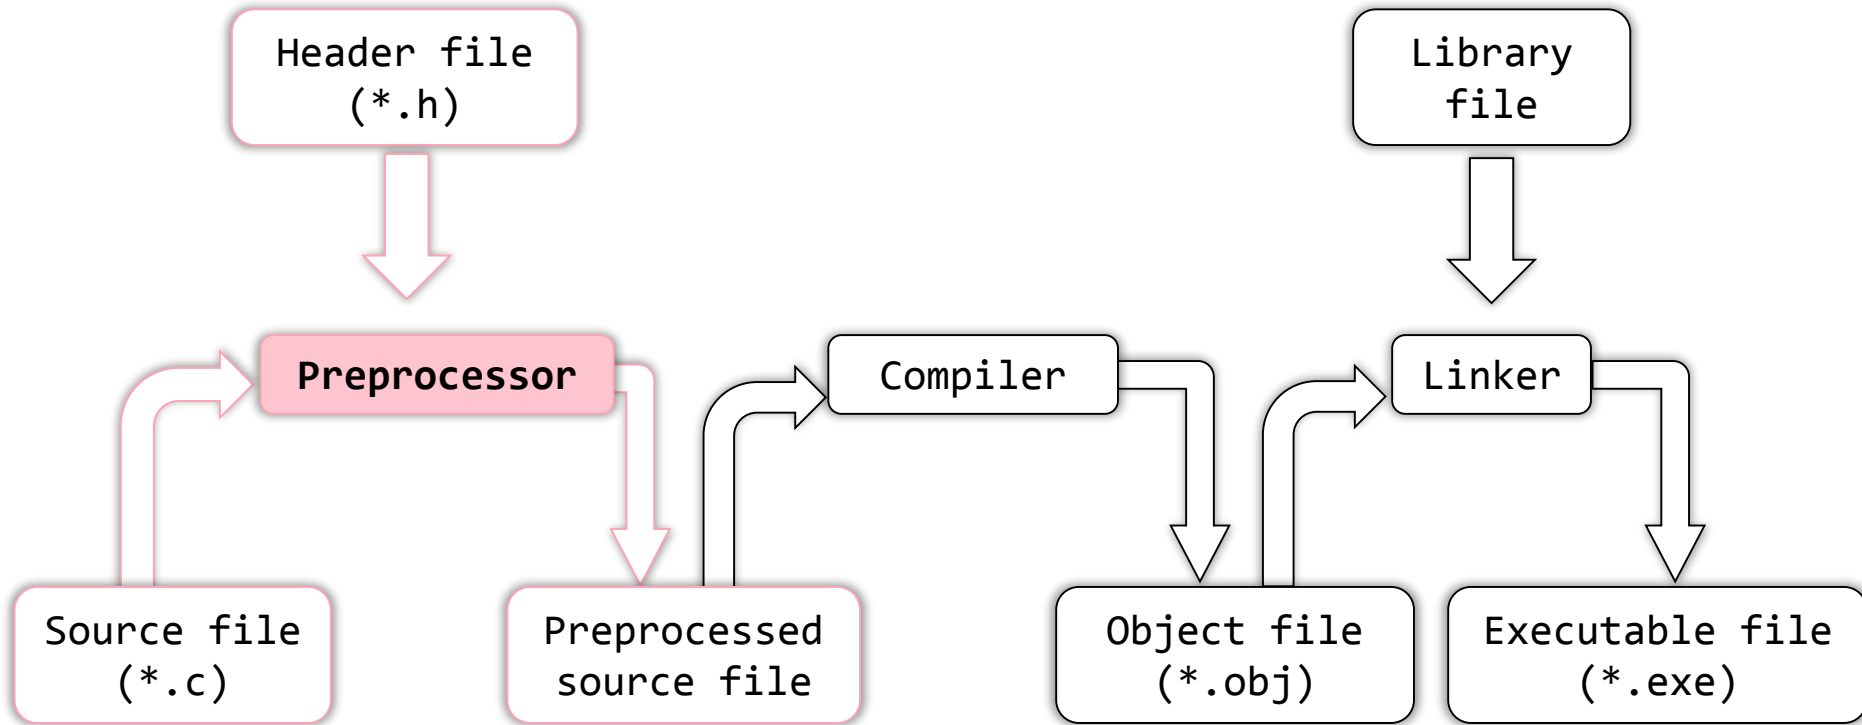 Header file
(*.h)
Library
file
Preprocessor
Compiler
Linker
Source file
(*.c)
Preprocessed
source file
Object file
(*.obj)
Executable file
(*.exe)